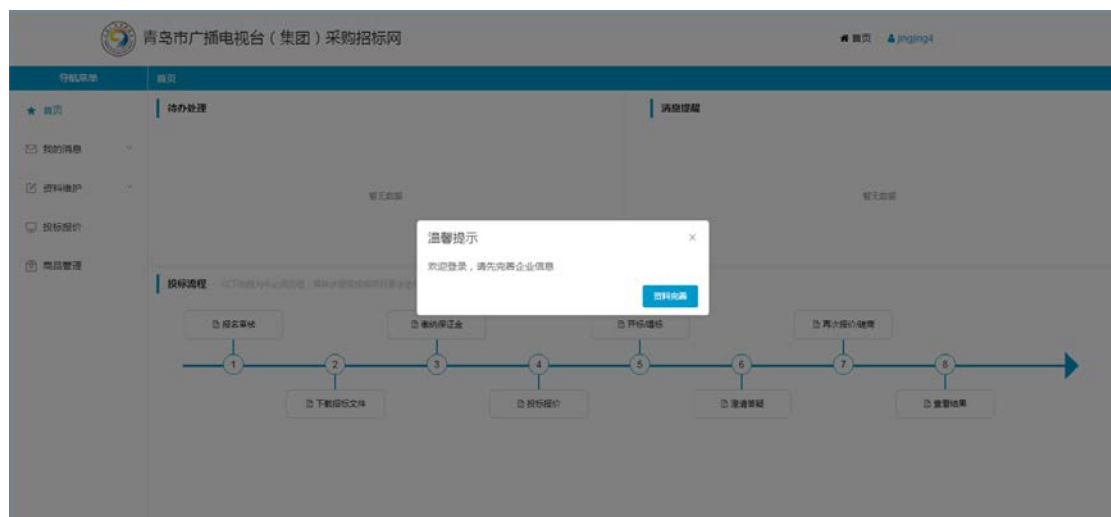 青岛市广播电视台（集团）采购招标网
首页 jingjing4
导航菜单 首页
首页
我的消息
资料维护
投标报价
商品管理
待办处理
消息提醒
暂无数据
暂无数据
温馨提示
×
欢迎登录，请先完善企业信息
资料完善
投标流程
报名审核
缴纳保证金
开标/唱标
再次报价/磋商
1 2 3 4 5 6 7 8
下载招标文件
投标报价
澄清答疑
查看结果